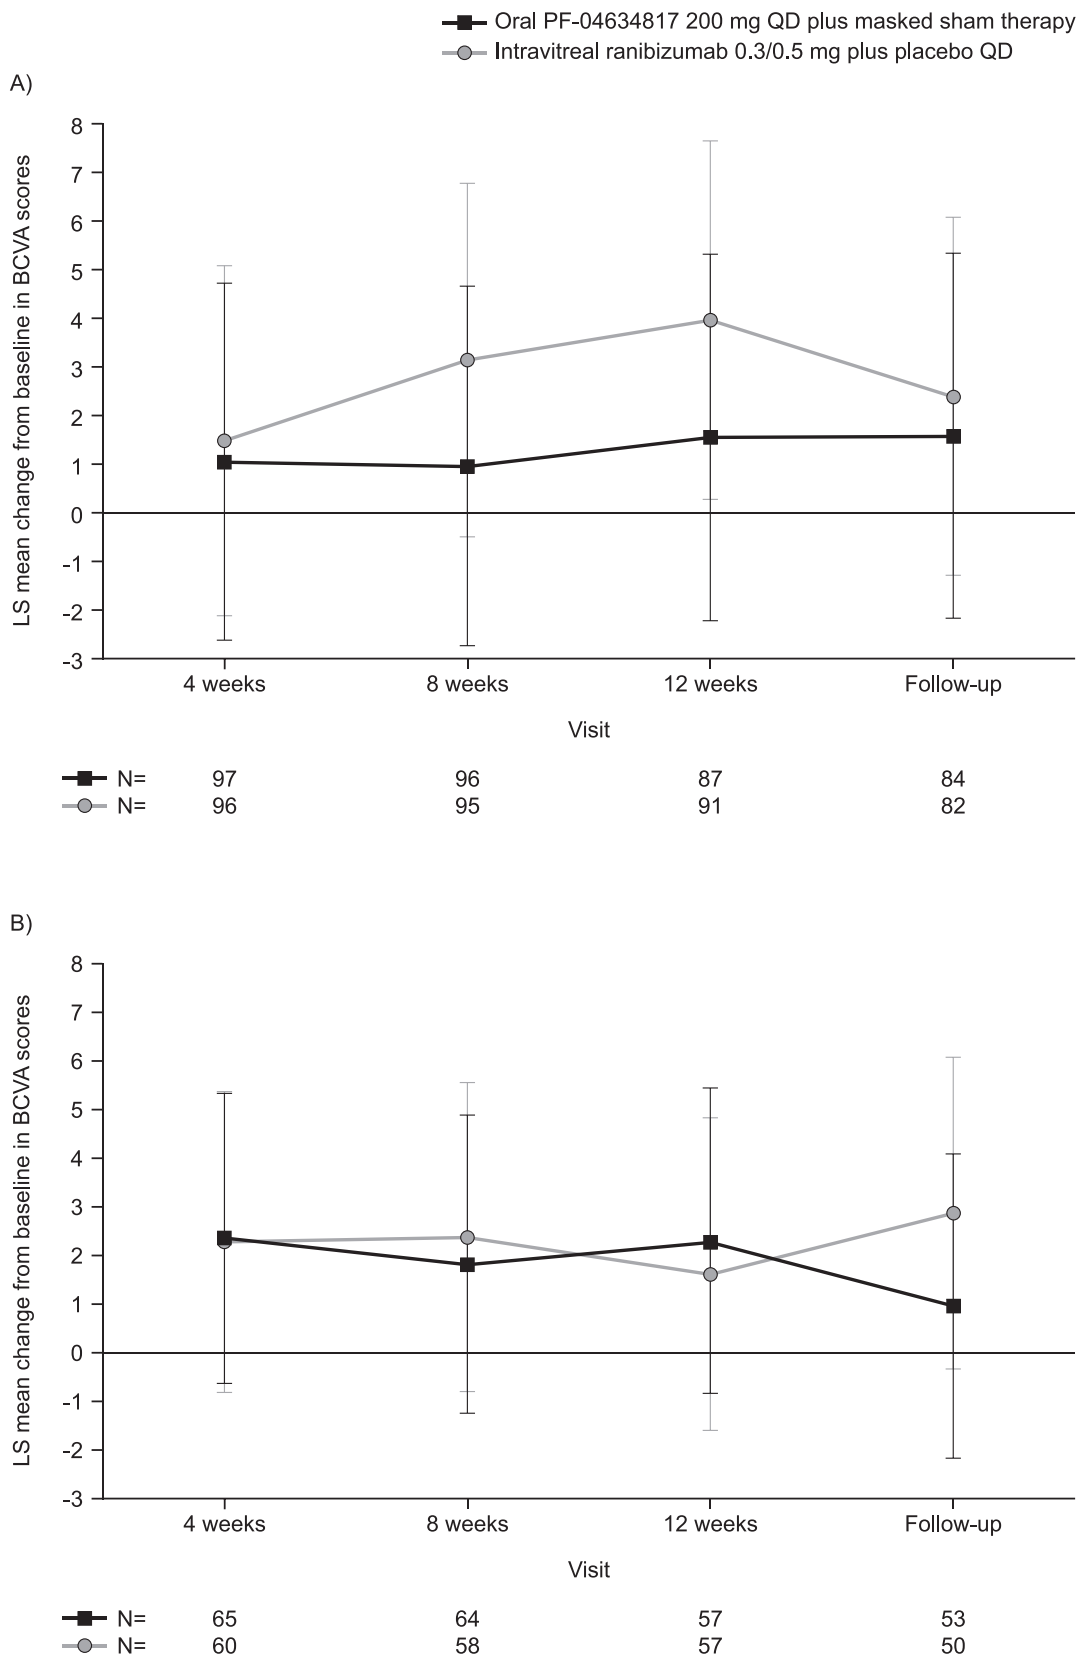 Oral PF-04634817 200 mg QD plus masked sham therapy
Intravitreal ranibizumab 0.3/0.5 mg plus placebo QD
A)
LS mean change from baseline in BCVA scores
8
7
6
5
4
3
2
1
0
-1
-2
-3
4 weeks 8 weeks 12 weeks Follow-up
Visit
N= 97 96 87 84
N= 96 95 91 82
B)
LS mean change from baseline in BCVA scores
8
7
6
5
4
3
2
1
0
-1
-2
-3
4 weeks 8 weeks 12 weeks Follow-up
Visit
N= 65 64 57 53
N= 60 58 57 50